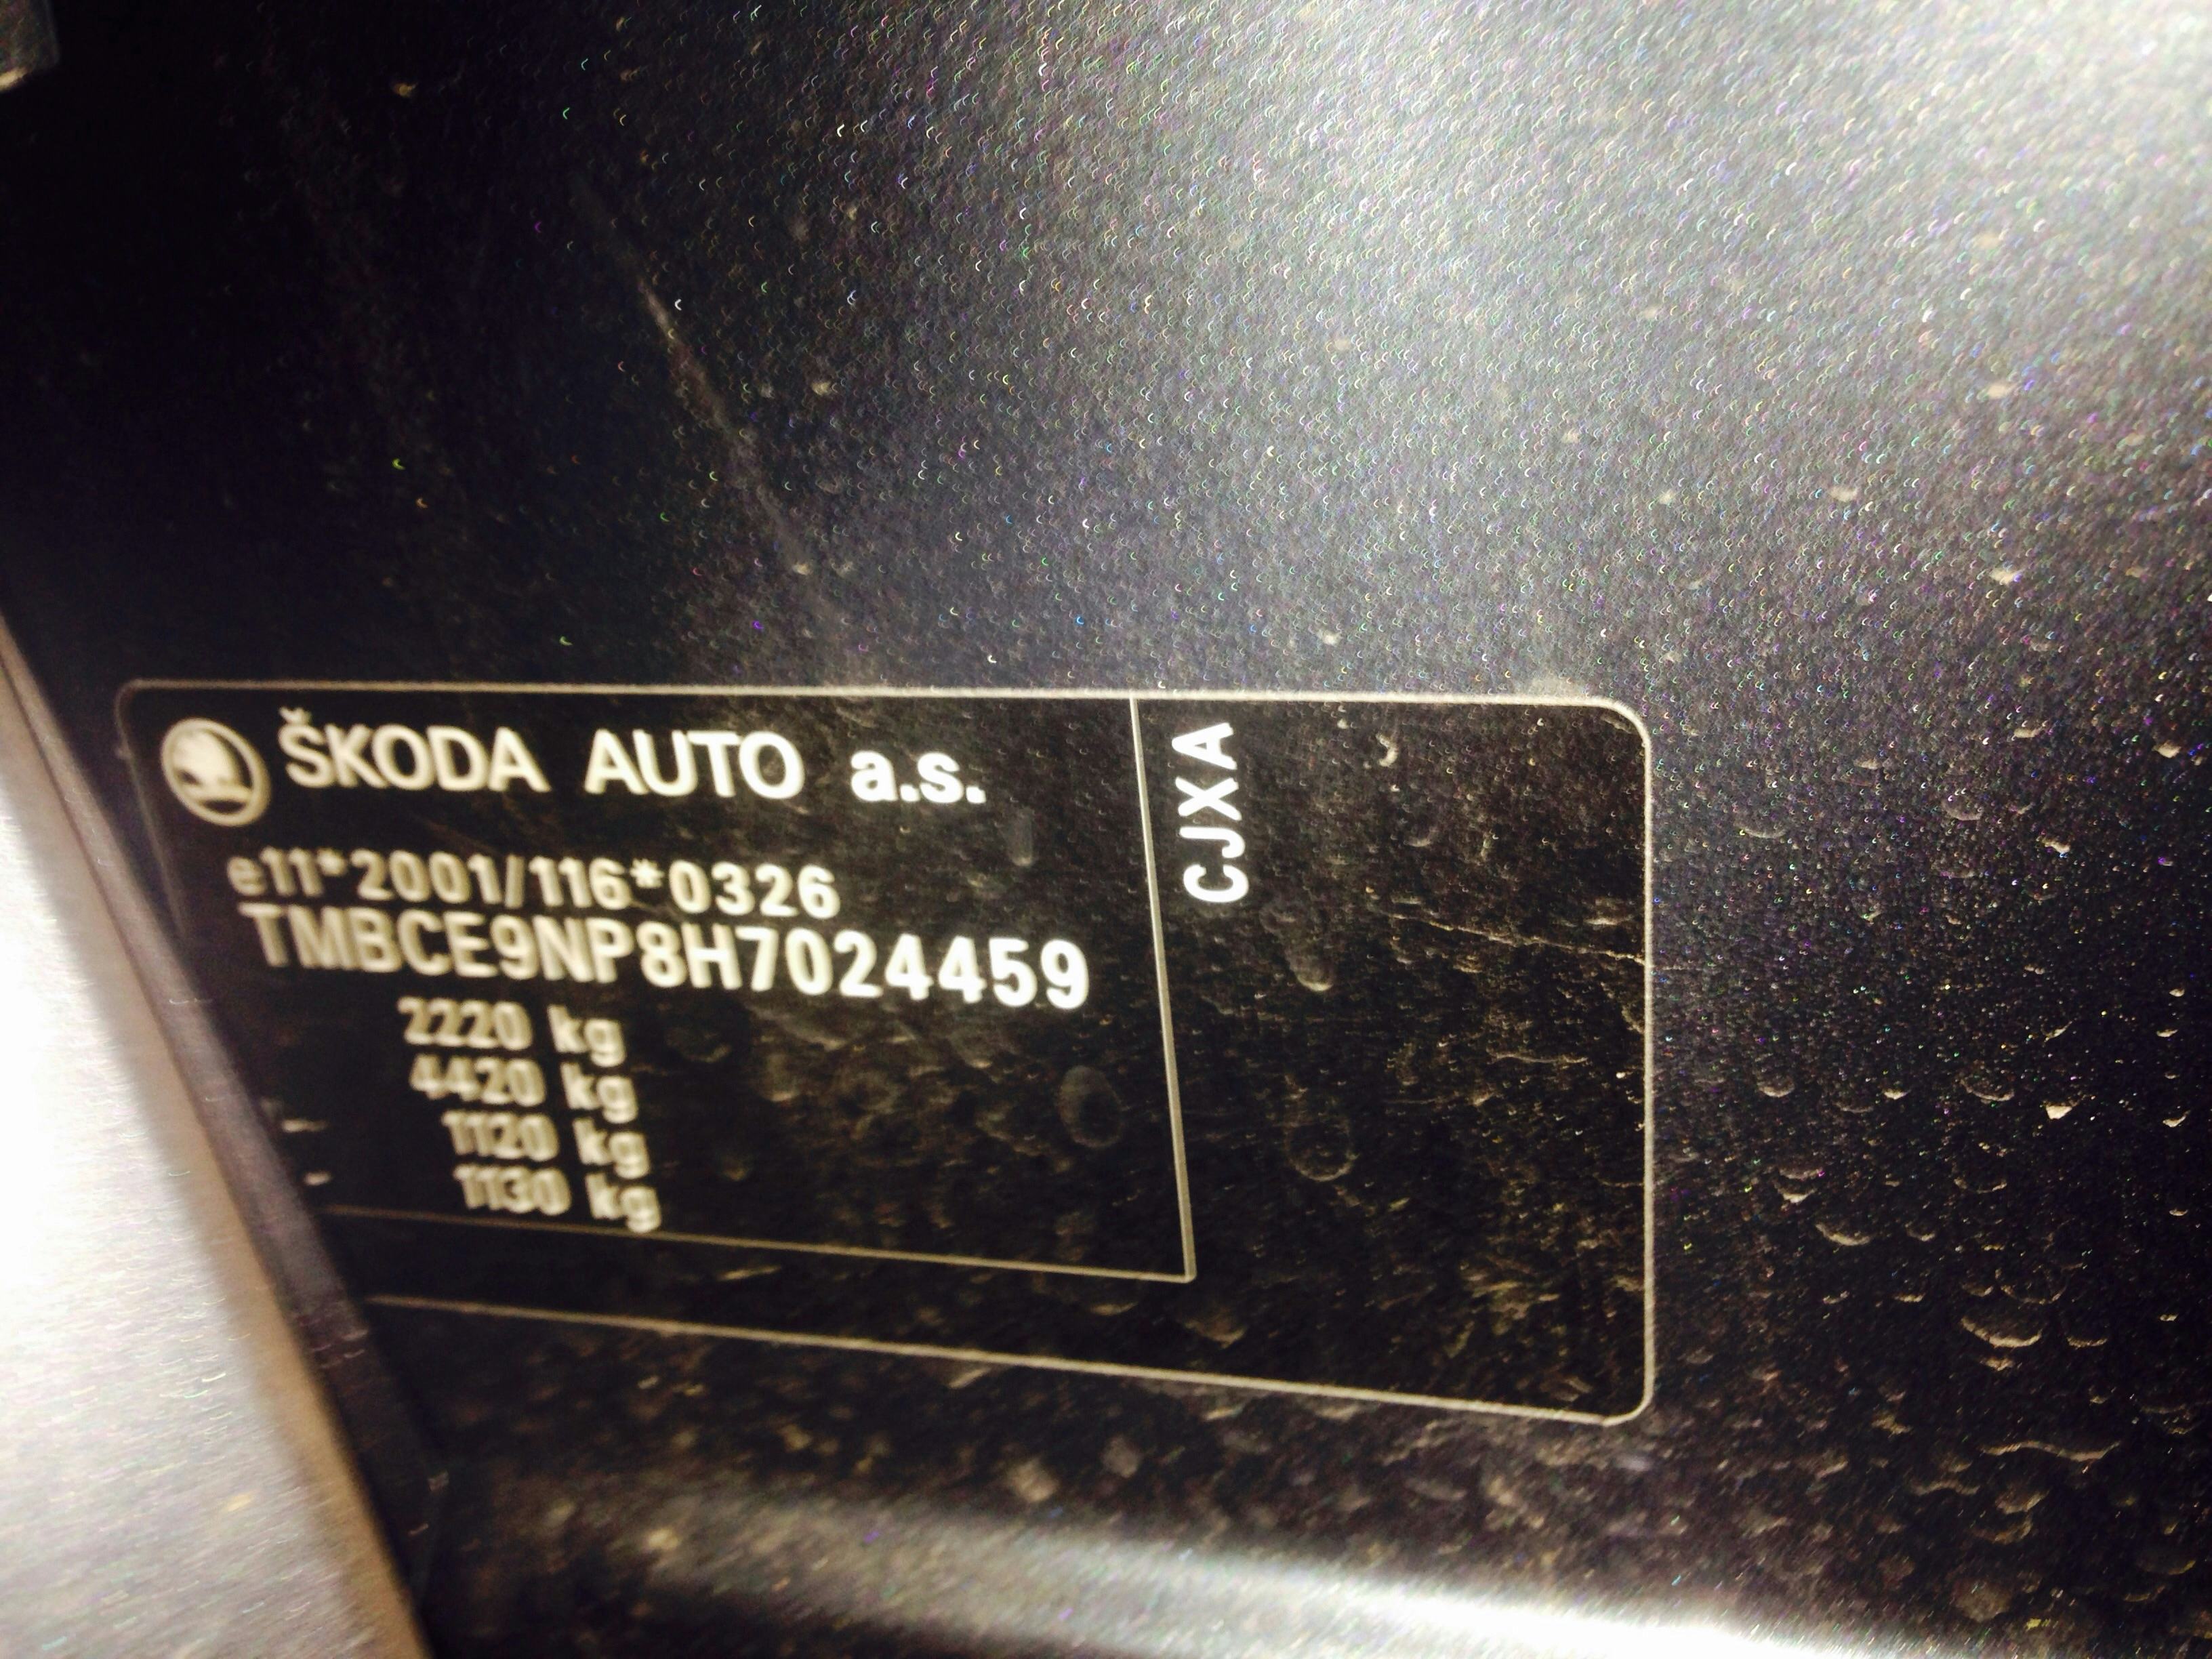 ŠKODA AUTO a.s.
e11*2001/116*0326
TMBCE9NP8H7024459
2220 kg
4420 kg
1120 kg
1130 kg
CJXA